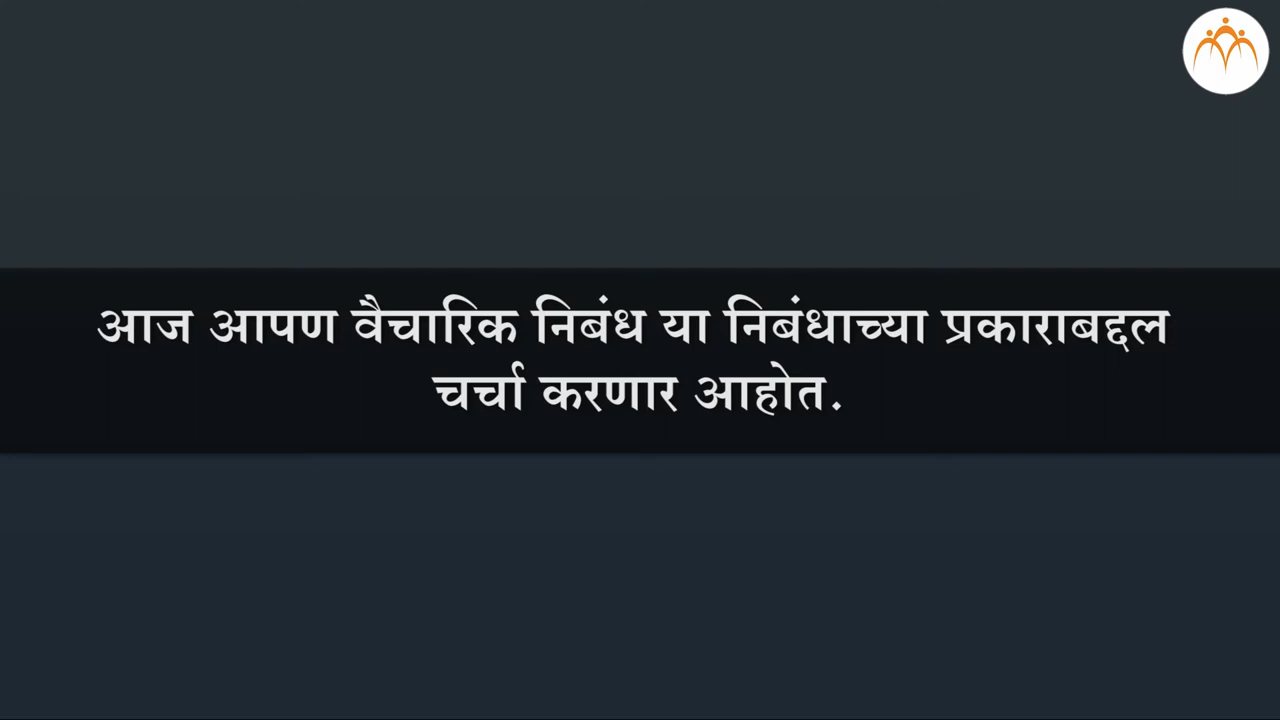 आज आपण वैचारिक निबंध या निबंधाच्या प्रकाराबद्दल
चर्चा करणार आहोत.